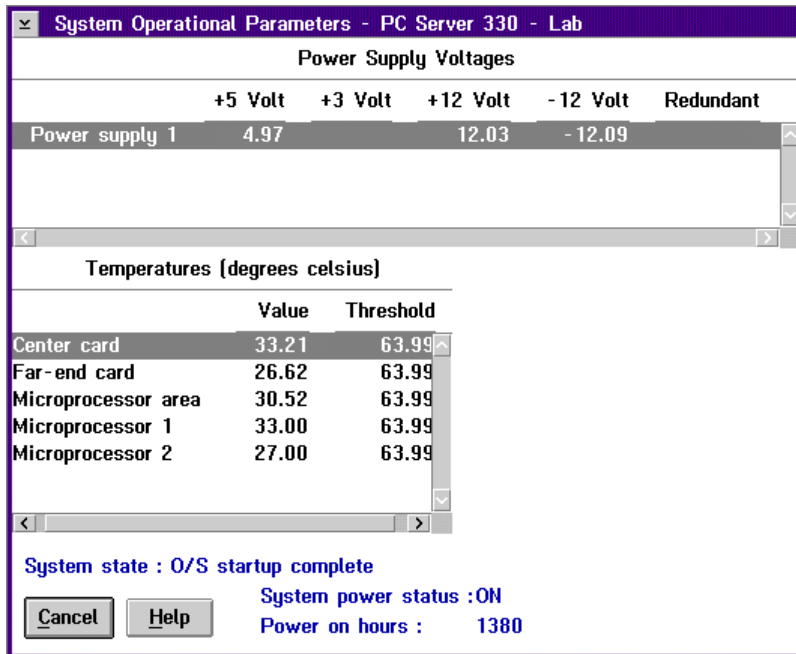 System Operational Parameters - PC Server 330 - Lab
Power Supply Voltages
+5 Volt +3 Volt +12 Volt -12 Volt Redundant
Power supply 1 4.97 12.03 -12.09
Temperatures (degrees celsius)
Value Threshold
Center card 33.21 63.99
Far-end card 26.62 63.99
Microprocessor area 30.52 63.99
Microprocessor 1 33.00 63.99
Microprocessor 2 27.00 63.99
System state : O/S startup complete
System power status :ON
Cancel Help
Power on hours : 1380